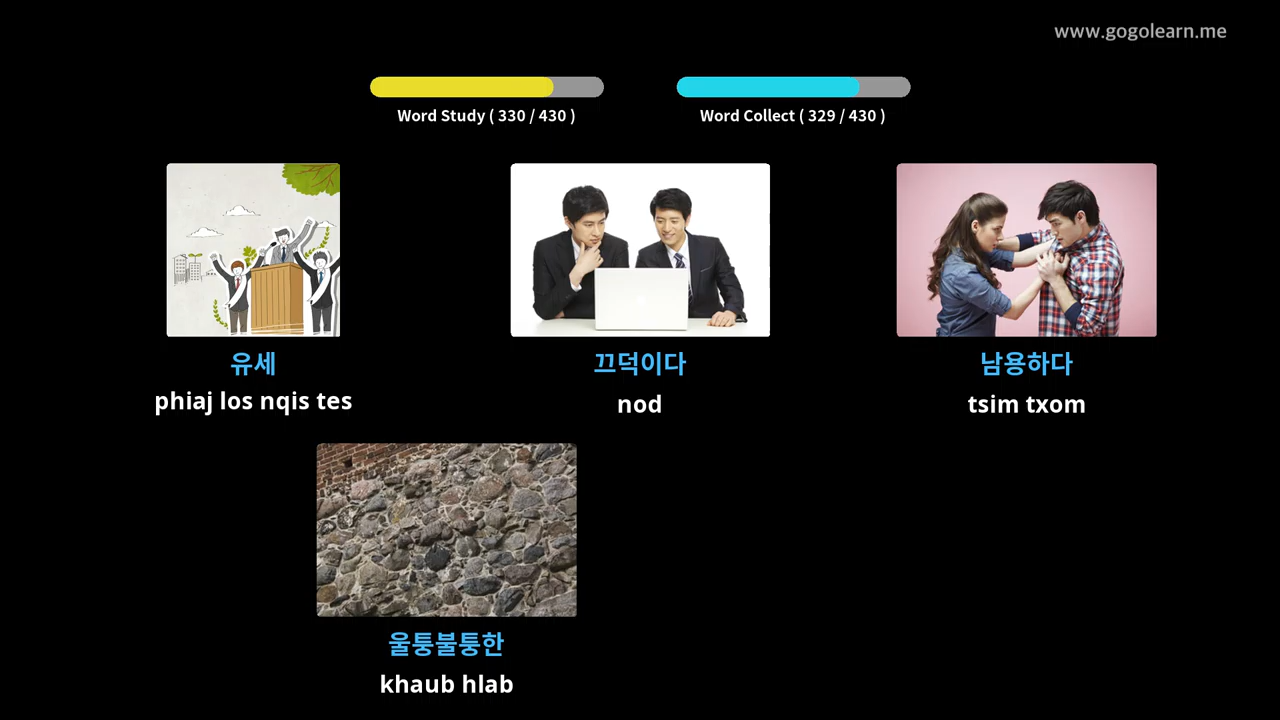 www.gogolearn.me
Word Study ( 330 / 430 )
Word Collect ( 329 / 430 )
유세
phiaj los nqis tes
끄덕이다
nod
남용하다
tsim txom
울퉁불퉁한
khaub hlab